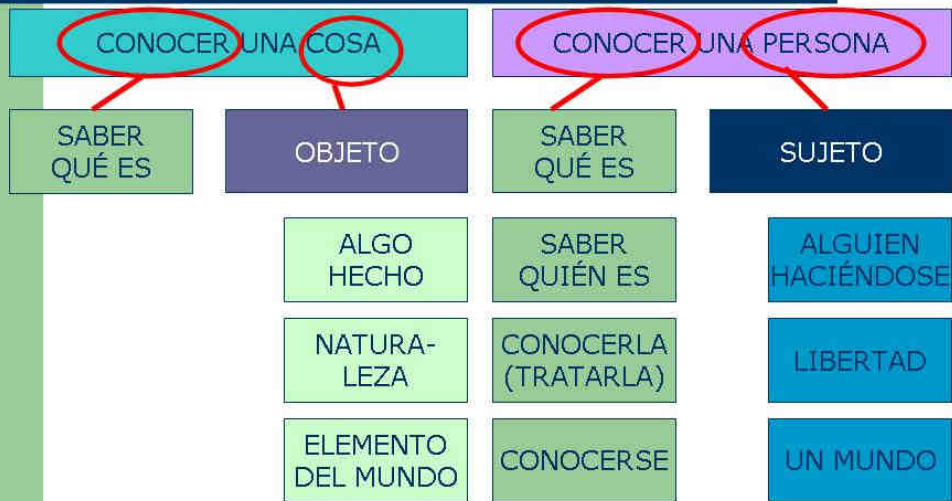 CONOCER UNA COSA
CONOCER UNA PERSONA
SABER
QUÉ ES
OBJETO
SABER
QUÉ ES
SUJETO
ALGO
HECHO
SABER
QUIÉN ES
ALGUIEN
HACIÉNDOSE
NATURA-
LEZA
CONOCERLA
(TRATARLA)
LIBERTAD
ELEMENTO
DEL MUNDO
CONOCERSE
UN MUNDO